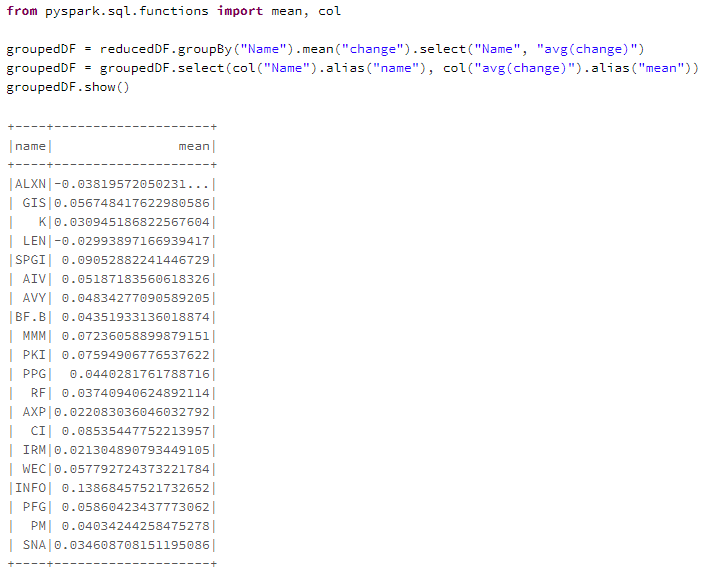 from pyspark.sql.functions import mean, col

groupedDF = reducedDF.groupBy("Name").mean("change").select("Name", "avg(change)")
groupedDF = groupedDF.select(col("Name").alias("name"), col("avg(change)").alias("mean"))
groupedDF.show()

+----+--------------------+
|name|                mean|
+----+--------------------+
|ALXN|-0.03819572050231...|
| GIS|0.056748417622980586|
|   K|0.030945186822567604|
| LEN|-0.02993897166939417|
|SPGI| 0.09052882241446729|
| AIV| 0.05187183560618326|
| AVY| 0.04834277090589205|
|BF.B| 0.04351933136018874|
| MMM| 0.07236058899879151|
| PKI| 0.07594906776537622|
| PPG|  0.0440281761788716|
|  RF| 0.03740940624892114|
| AXP|0.022083036046032792|
|  CI| 0.08535447752213957|
| IRM|0.021304890793449105|
| WEC|0.057792724373221784|
|INFO| 0.13868457521732652|
| PFG| 0.05860423437773062|
|  PM| 0.04034244258475278|
| SNA|0.034608708151195086|
+----+--------------------+